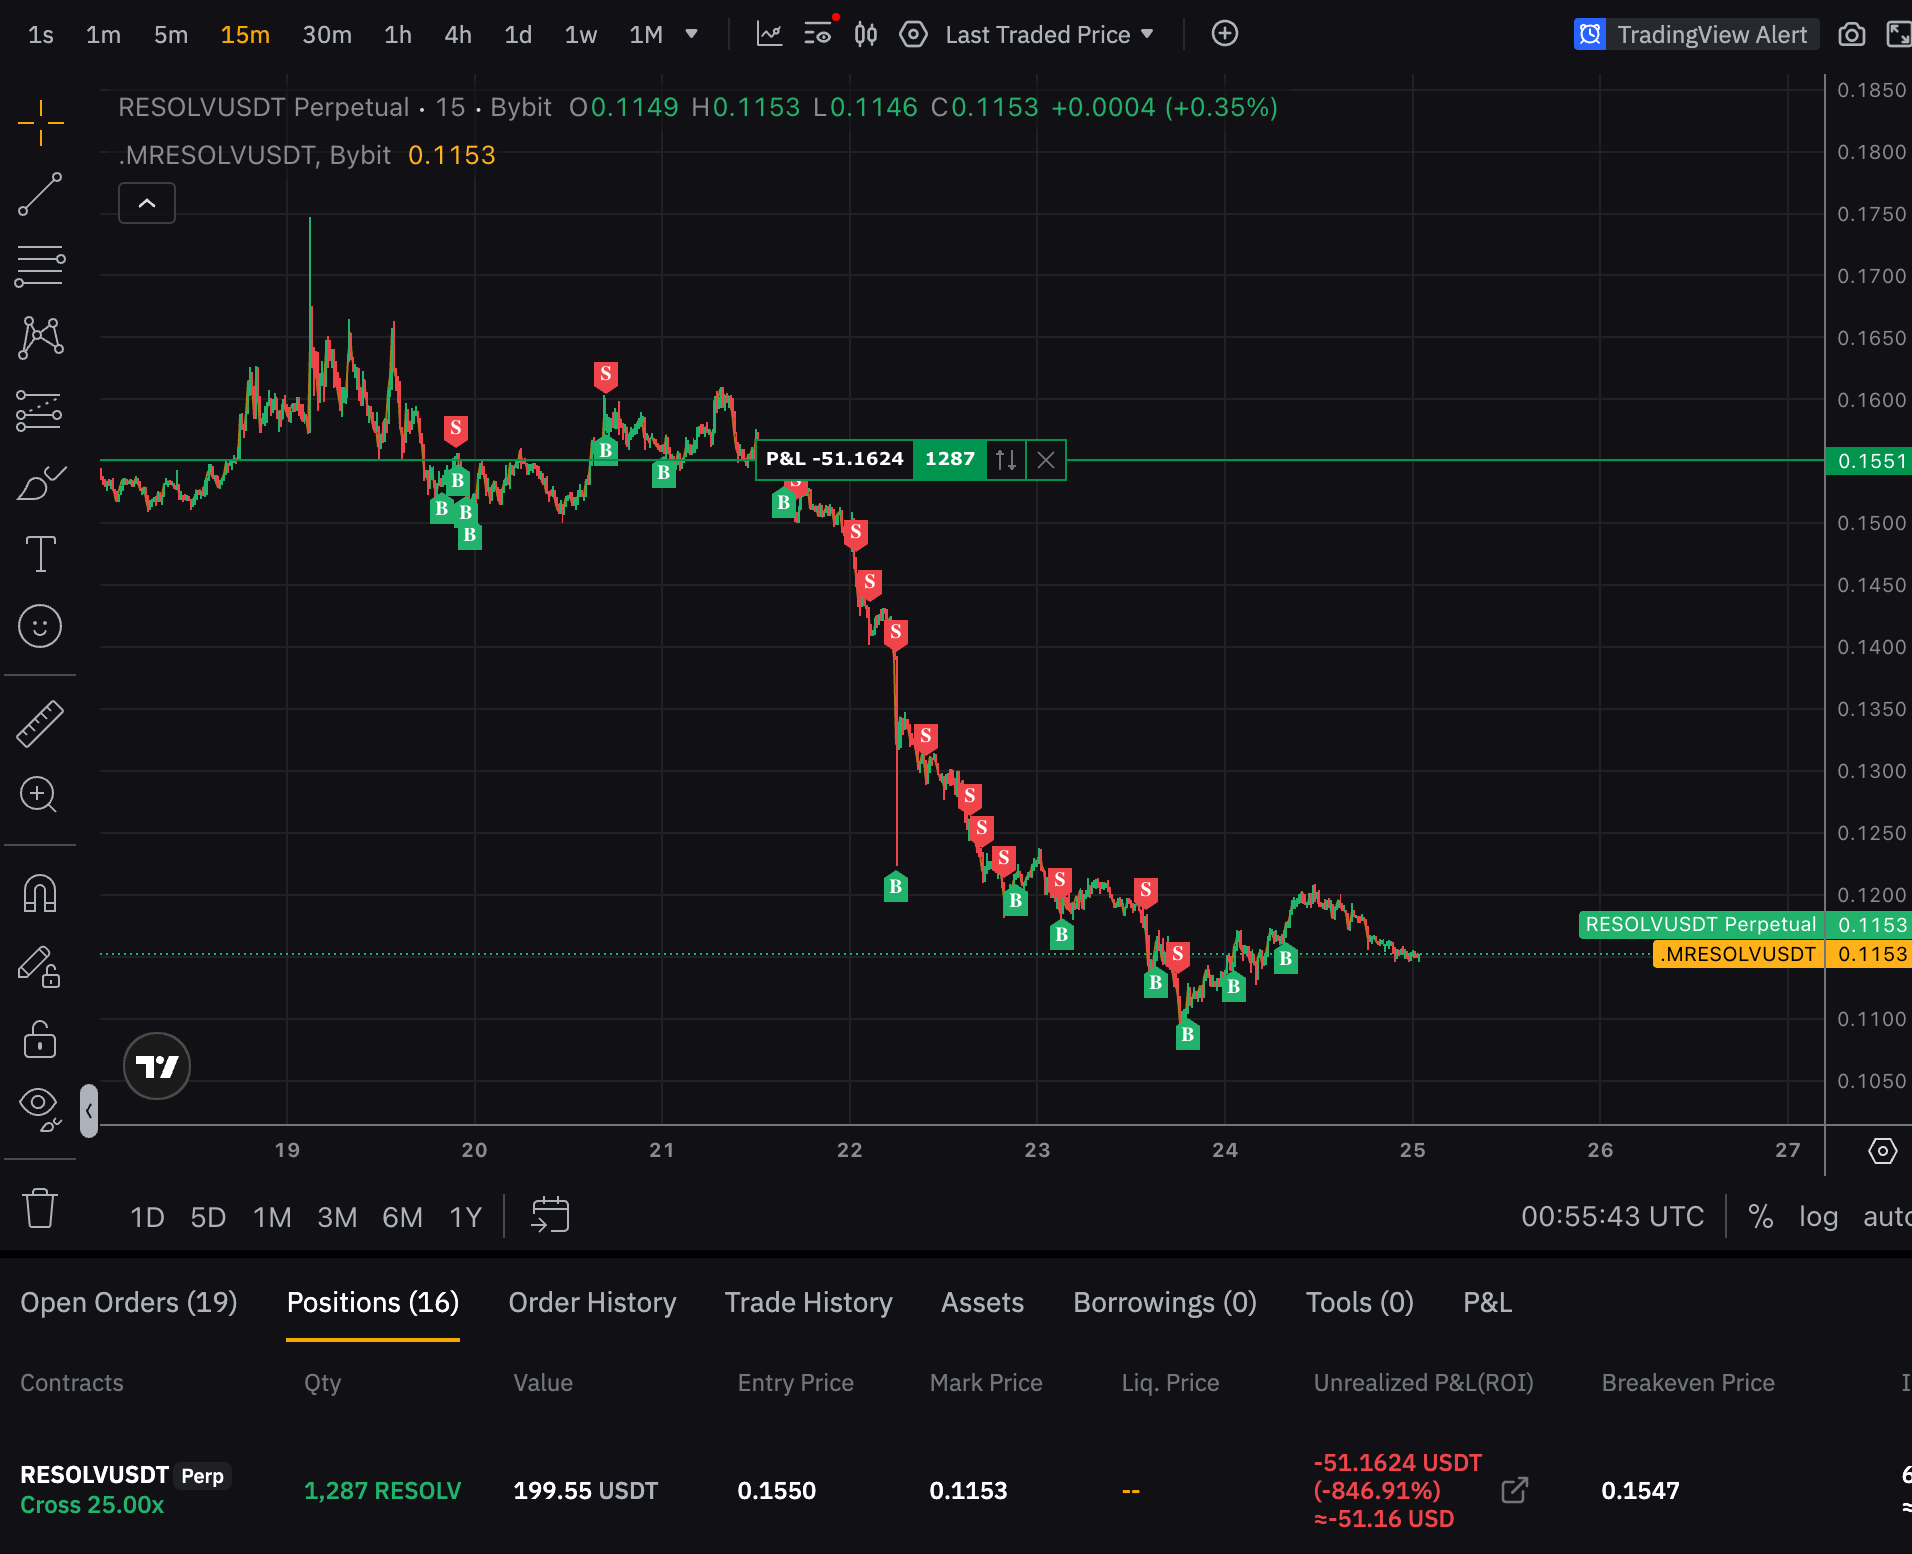 1s 1m 5m 15m 30m 1h 4h 1d 1w 1M Last Traded Price TradingView Alert
RESOLVUSDT Perpetual · 15 · Bybit O0.1149 H0.1153 L0.1146 C0.1153 +0.0004 (+0.35%)
.MRESOLVUSDT, Bybit 0.1153
0.1850
0.1800
0.1750
0.1700
0.1650
0.1600
0.1551
0.1500
0.1450
0.1400
0.1350
0.1300
0.1250
0.1200
RESOLVUSDT Perpetual 0.1153
.MRESOLVUSDT 0.1153
0.1100
0.1050
S
S
B
B
B B
B
B
P&L -51.1624 1287
S
B
S
S
S
S
B
S
S
S
B
S
B
S
S
B
B
B
B
19 20 21 22 23 24 25 26 27
1D 5D 1M 3M 6M 1Y 00:55:43 UTC % log auto
Open Orders (19) Positions (16) Order History Trade History Assets Borrowings (0) Tools (0) P&L
Contracts Qty Value Entry Price Mark Price Liq. Price Unrealized P&L(ROI) Breakeven Price
RESOLVUSDT Perp
Cross 25.00x
1,287 RESOLV 199.55 USDT 0.1550 0.1153 --
-51.1624 USDT
(-846.91%)
≈-51.16 USD
0.1547